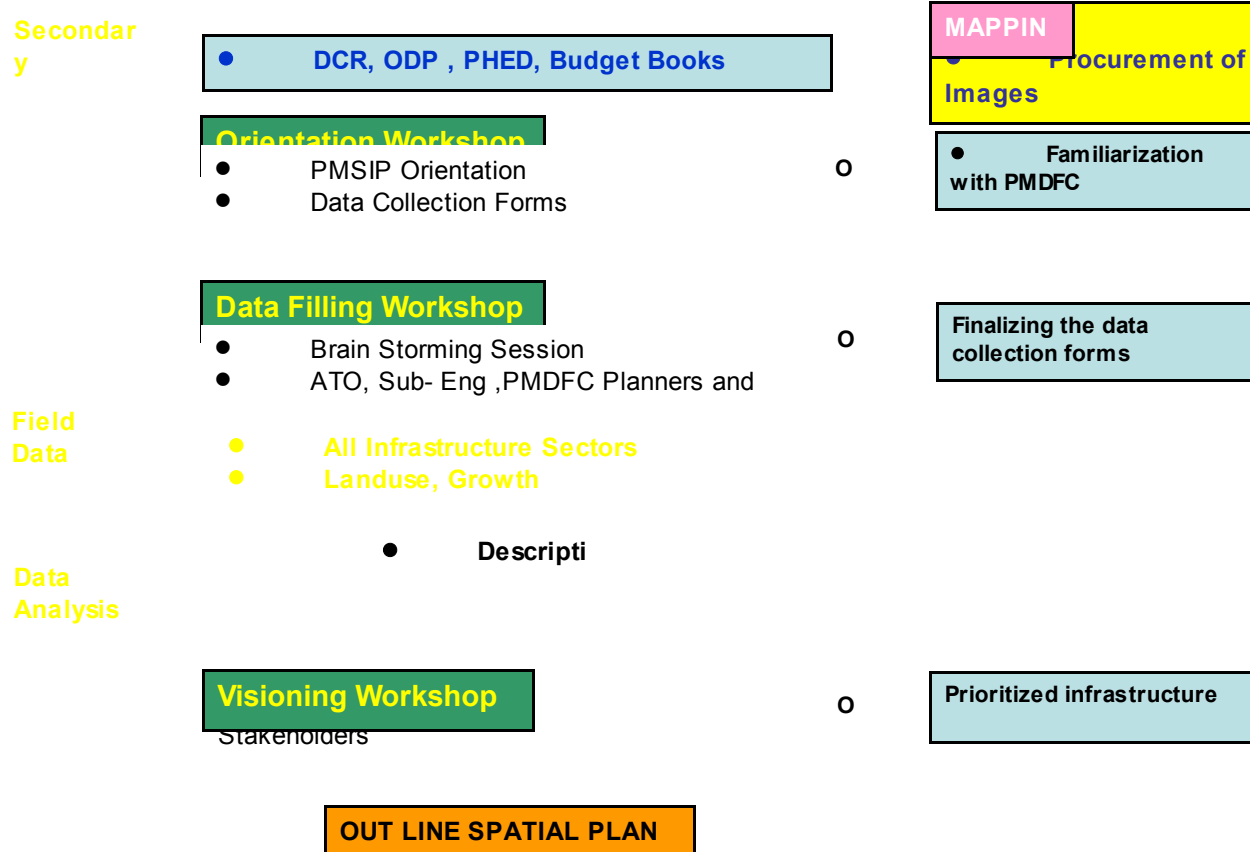 Secondar
y
● DCR, ODP , PHED, Budget Books
MAPPIN
● Procurement of
Images
Orientation Workshop
● PMSIP Orientation
● Data Collection Forms
O
● Familiarization
with PMDFC
Data Filling Workshop
● Brain Storming Session
● ATO, Sub- Eng ,PMDFC Planners and
O
Finalizing the data
collection forms
Field
Data
● All Infrastructure Sectors
● Landuse, Growth
● Descripti
Data
Analysis
Visioning Workshop
Stakeholders
O
Prioritized infrastructure
OUT LINE SPATIAL PLAN